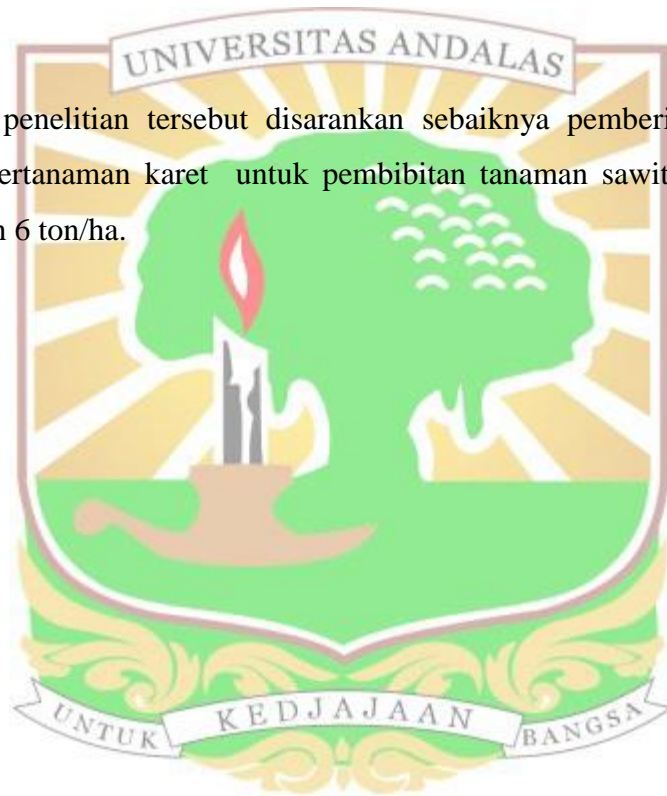 UNIVERSITAS ANDALAS
penelitian tersebut disarankan sebaiknya pemberi
ertanaman karet untuk pembibitan tanaman sawit
n 6 ton/ha.
UNTUK KEDJAJAAN BANGSA